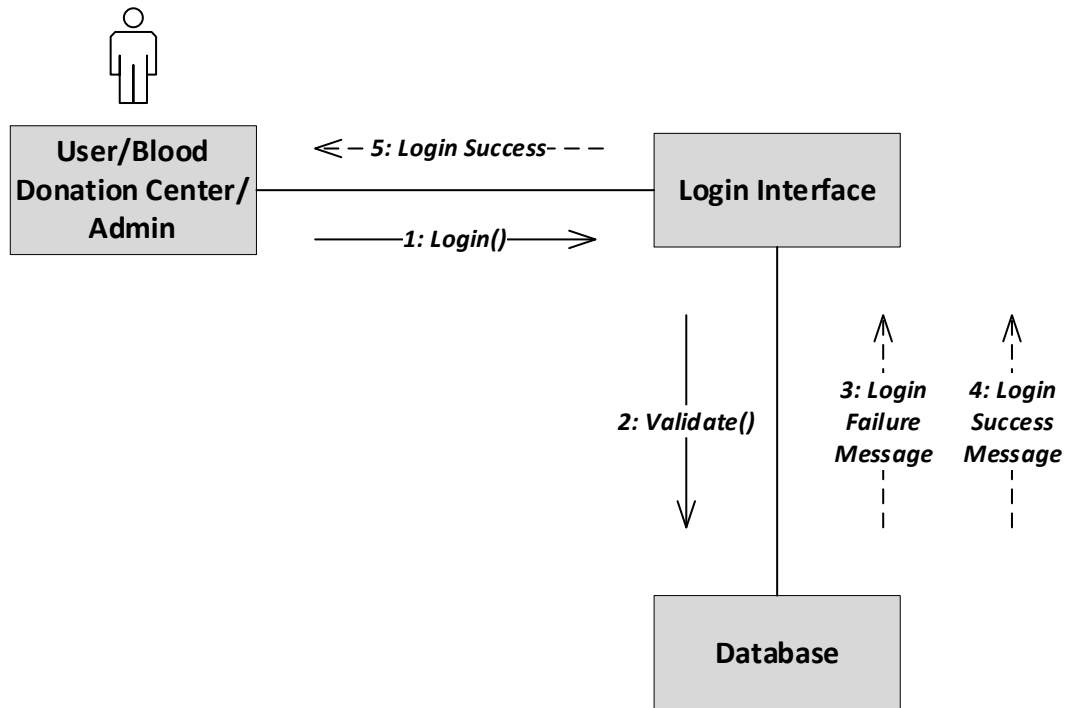 User/Blood
Donation Center/
Admin
5: Login Success
Login Interface
1: Login()
2: Validate()
3: Login
Failure
Message
4: Login
Success
Message
Database